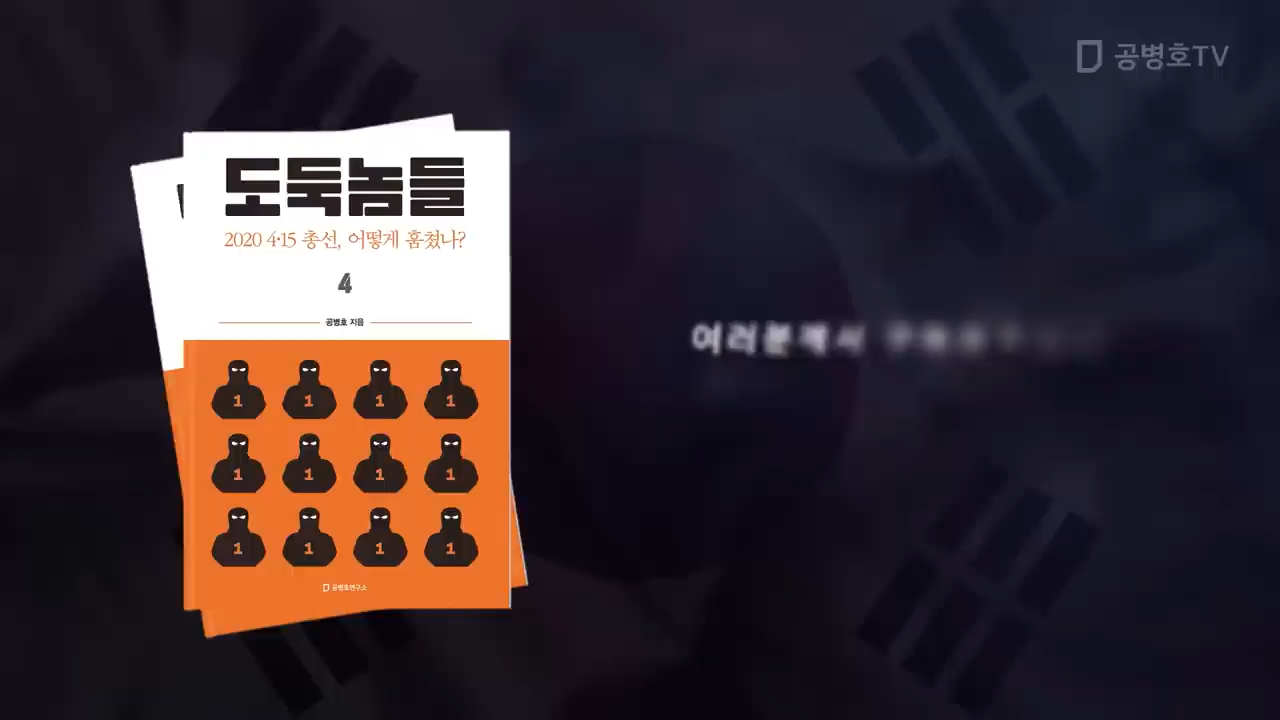 공병호TV
도둑놈들
2020 4·15 총선, 어떻게 훔쳤나?
4
공병호 지음
1 1 1 1
1 1 1 1
1 1 1 1
공병호연구소
여러분께서